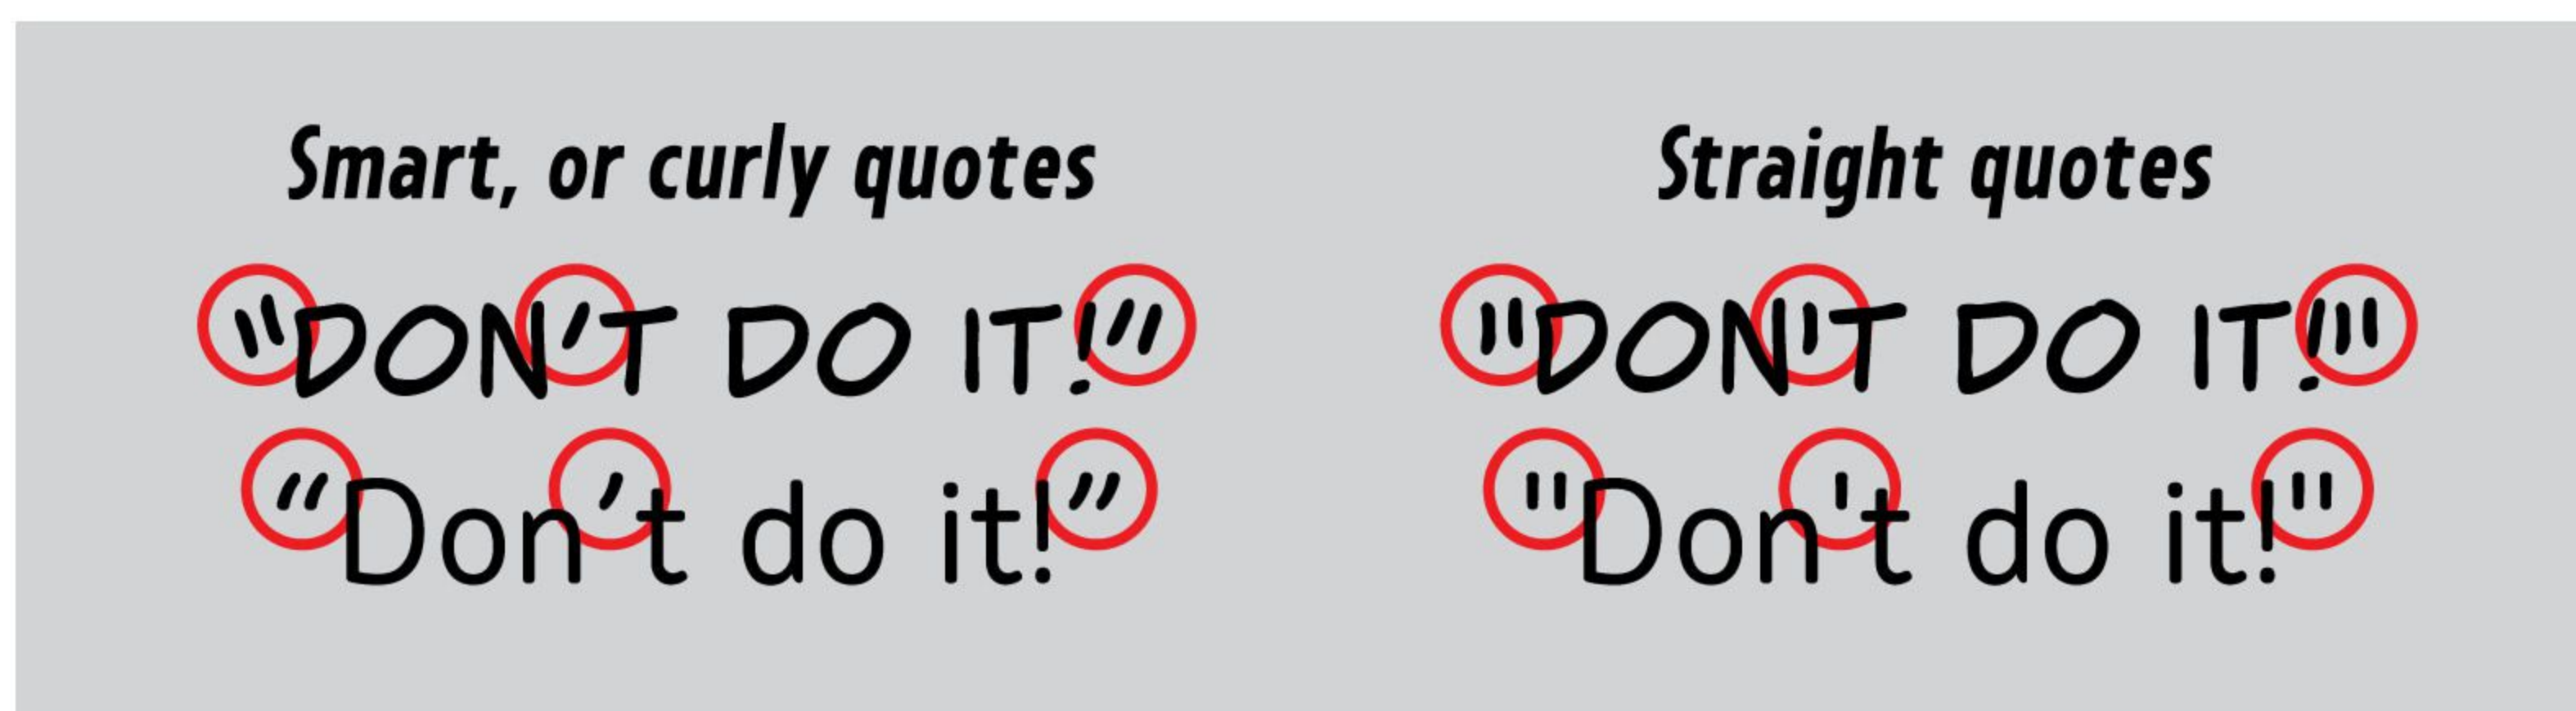 Smart, or curly quotes
“DON’T DO IT!”
“Don’t do it!”
Straight quotes
"DON'T DO IT!"
"Don't do it!"